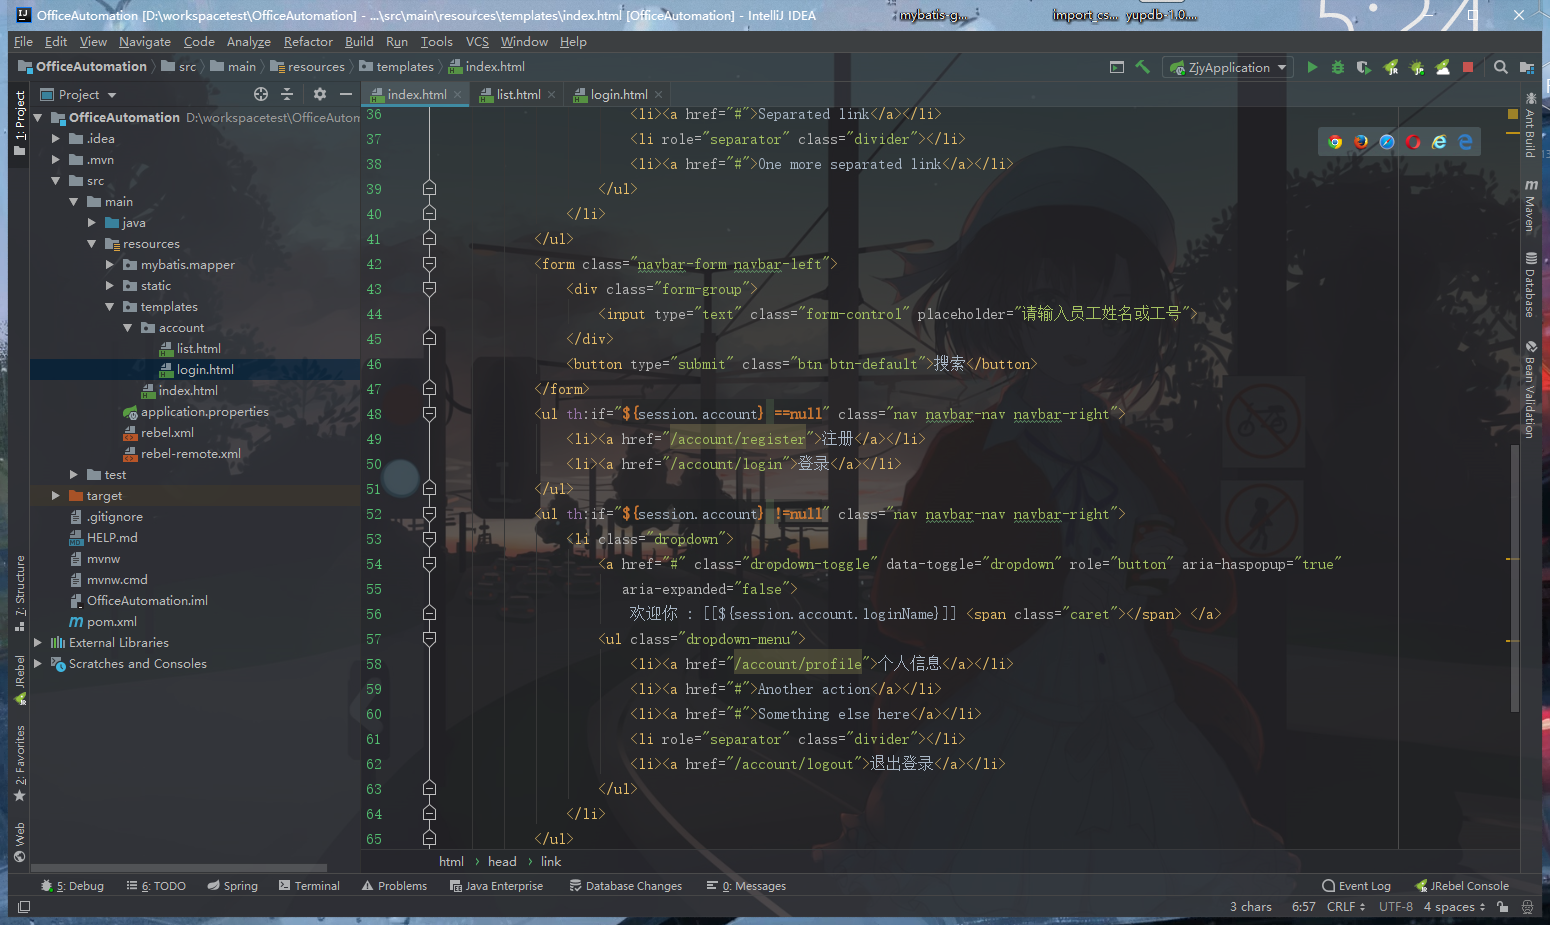 OfficeAutomation [D:\workspacetest\OfficeAutomation] - ...\src\main\resources\templates\index.html [OfficeAutomation] - IntelliJ IDEA
mybatis-g...
import_cs...
yupdb-1.0....
File Edit View Navigate Code Analyze Refactor Build Run Tools VCS Window Help
OfficeAutomation src main resources templates index.html
ZjyApplication
Project
index.html
list.html
login.html
1: Project
7: Structure
JRebel
2: Favorites
Web
OfficeAutomation D:\workspacetest\OfficeAutom
.idea
.mvn
src
main
java
resources
mybatis.mapper
static
templates
account
list.html
login.html
index.html
application.properties
rebel.xml
rebel-remote.xml
test
target
.gitignore
HELP.md
mvnw
mvnw.cmd
OfficeAutomation.iml
pom.xml
External Libraries
Scratches and Consoles
36 <li><a href="#">Separated link</a></li>
37 <li role="separator" class="divider"></li>
38 <li><a href="#">One more separated link</a></li>
39 </ul>
40 </li>
41 </ul>
42 <form class="navbar-form navbar-left">
43 <div class="form-group">
44 <input type="text" class="form-control" placeholder="请输入员工姓名或工号">
45 </div>
46 <button type="submit" class="btn btn-default">搜索</button>
47 </form>
48 <ul th:if="${session.account} ==null" class="nav navbar-nav navbar-right">
49 <li><a href="/account/register">注册</a></li>
50 <li><a href="/account/login">登录</a></li>
51 </ul>
52 <ul th:if="${session.account} !=null" class="nav navbar-nav navbar-right">
53 <li class="dropdown">
54 <a href="#" class="dropdown-toggle" data-toggle="dropdown" role="button" aria-haspopup="true"
55 aria-expanded="false">
56 欢迎你 : [[${session.account.loginName}]] <span class="caret"></span> </a>
57 <ul class="dropdown-menu">
58 <li><a href="/account/profile">个人信息</a></li>
59 <li><a href="#">Another action</a></li>
60 <li><a href="#">Something else here</a></li>
61 <li role="separator" class="divider"></li>
62 <li><a href="/account/logout">退出登录</a></li>
63 </ul>
64 </li>
65 </ul>
Ant Build
Maven
Database
Bean Validation
html › head › link
5: Debug 6: TODO Spring Terminal Problems Java Enterprise Database Changes 0: Messages Event Log JRebel Console
3 chars 6:57 CRLF UTF-8 4 spaces